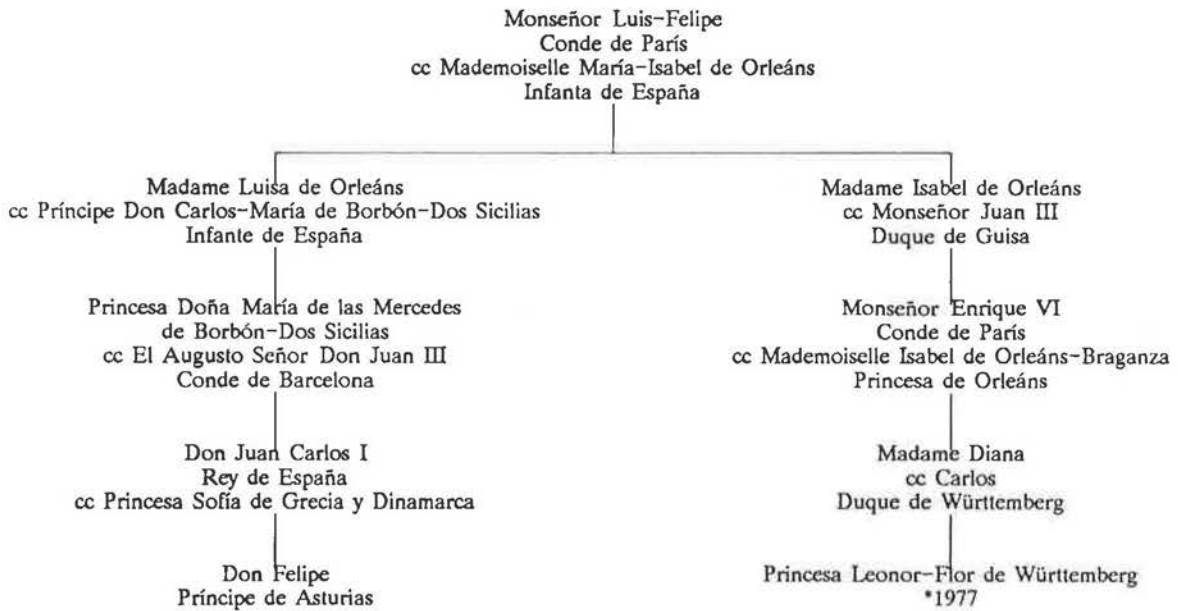 Monseñor Luis-Felipe
Conde de París
cc Mademoiselle María-Isabel de Orleáns
Infanta de España
Madame Luisa de Orleáns
cc Príncipe Don Carlos-María de Borbón-Dos Sicilias
Infante de España
Princesa Doña María de las Mercedes
de Borbón-Dos Sicilias
cc El Augusto Señor Don Juan III
Conde de Barcelona
Don Juan Carlos I
Rey de España
cc Princesa Sofía de Grecia y Dinamarca
Don Felipe
Príncipe de Asturias
Madame Isabel de Orleáns
cc Monseñor Juan III
Duque de Guisa
Monseñor Enrique VI
Conde de París
cc Mademoiselle Isabel de Orleáns-Braganza
Princesa de Orleáns
Madame Diana
cc Carlos
Duque de Württemberg
Princesa Leonor-Flor de Württemberg
*1977